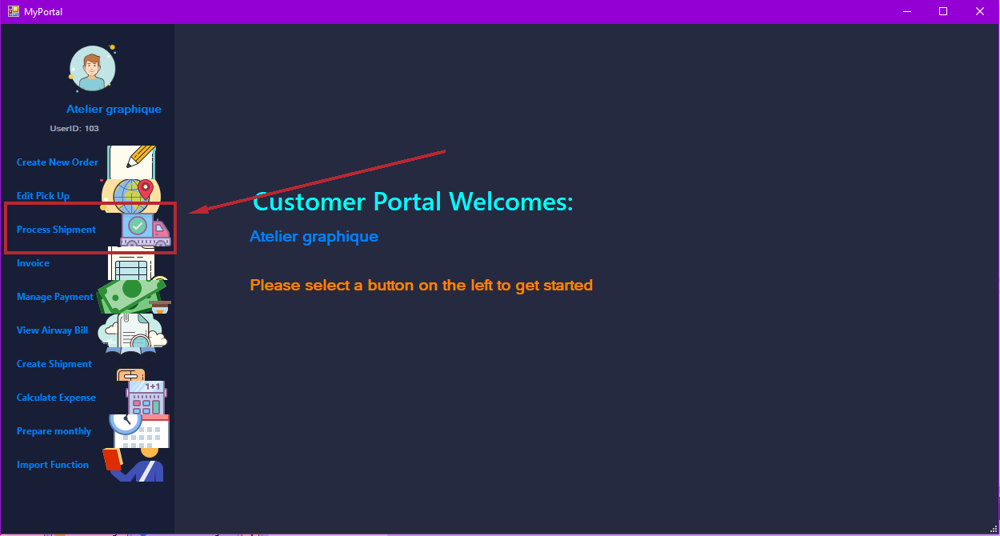 MyPortal
Atelier graphique
UserID: 103
Create New Order
Edit Pick Up
Process Shipment
Invoice
Manage Payment
View Airway Bill
Create Shipment
Calculate Expense
1+1
Prepare monthly
Import Function
Customer Portal Welcomes:
Atelier graphique
Please select a button on the left to get started